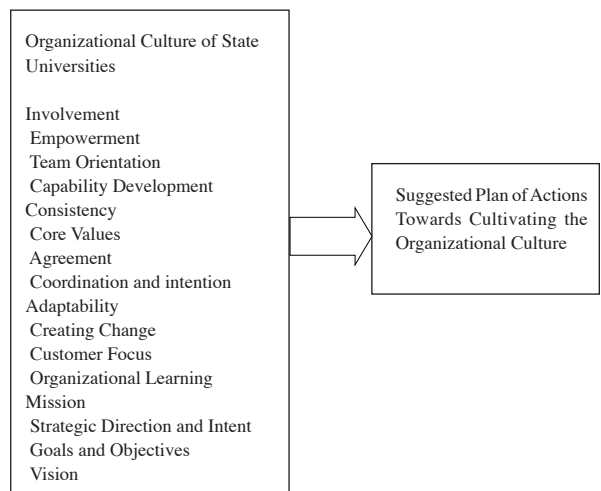 Organizational Culture of State
Universities
Involvement
Empowerment
Team Orientation
Capability Development
Consistency
Core Values
Agreement
Coordination and intention
Adaptability
Creating Change
Customer Focus
Organizational Learning
Mission
Strategic Direction and Intent
Goals and Objectives
Vision
Suggested Plan of Actions
Towards Cultivating the
Organizational Culture